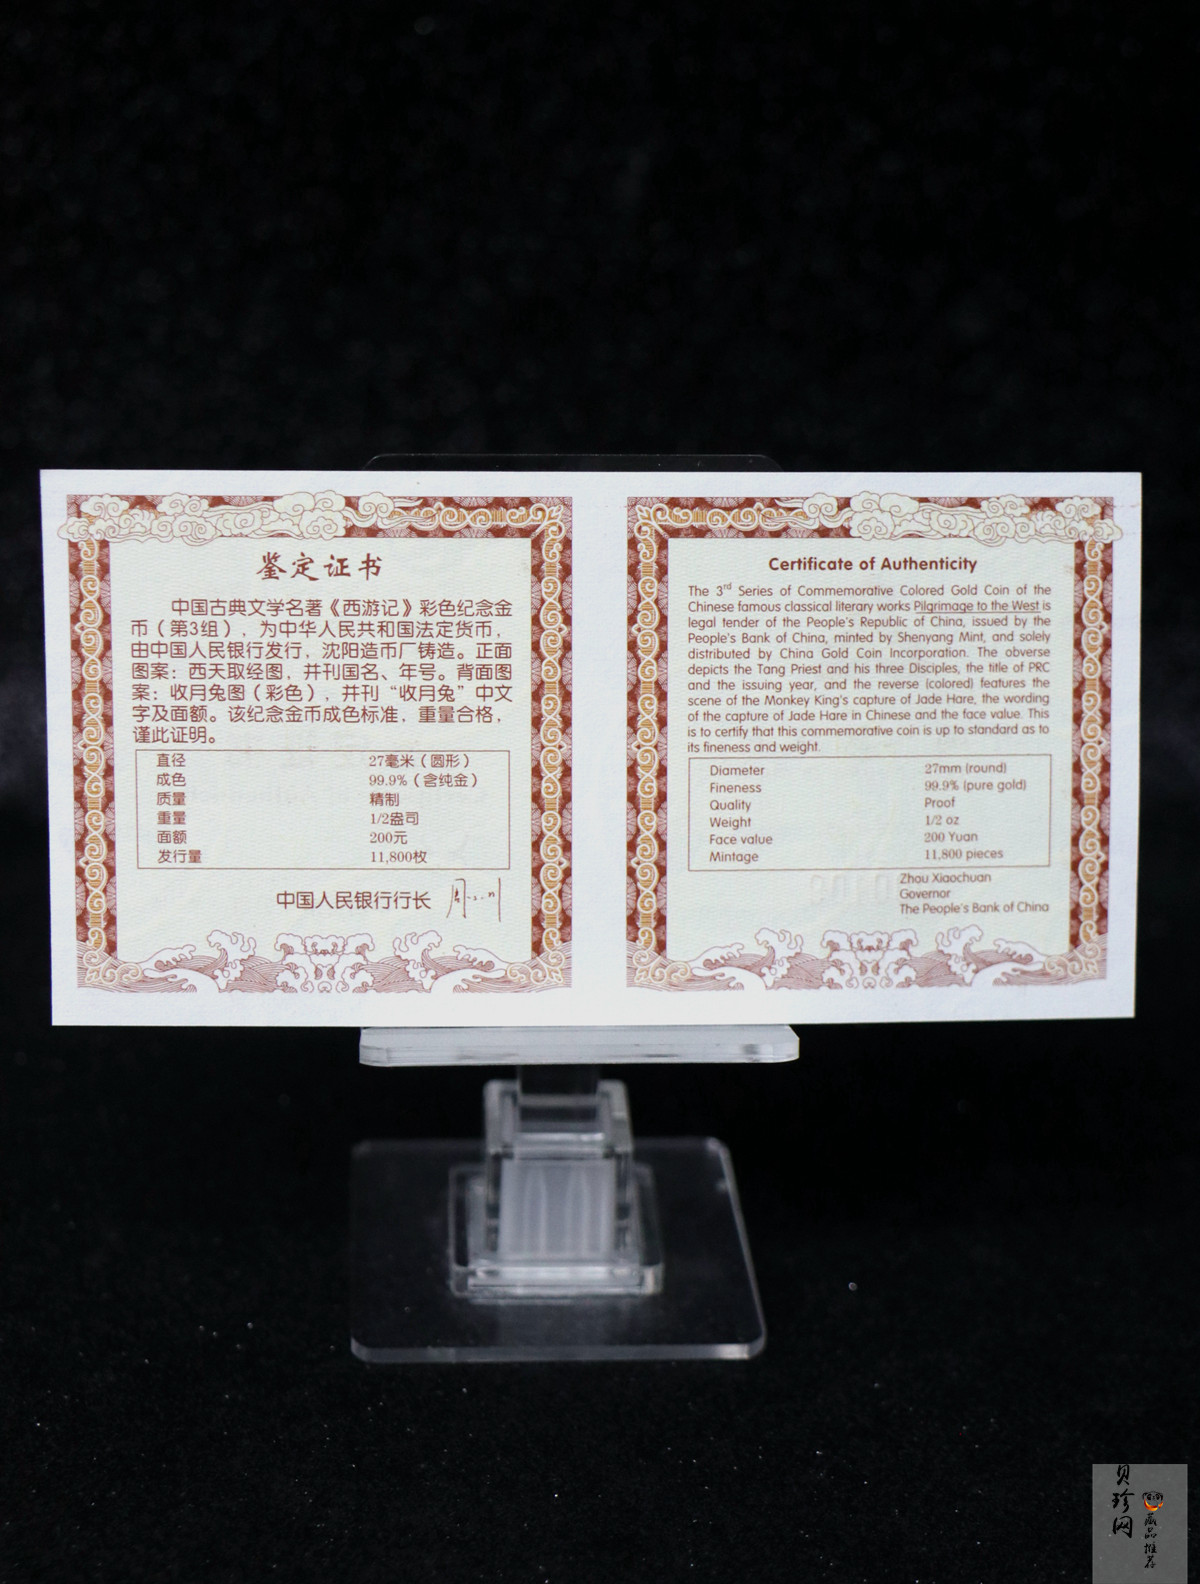 鉴定证书
中国古典文学名著《西游记》彩色纪念金
币（第3组），为中华人民共和国法定货币，
由中国人民银行发行，沈阳造币厂铸造。正面
图案：西天取经图，并刊国名、年号。背面图
案：收月兔图（彩色），并刊“收月兔”中文
字及面额。该纪念金币成色标准，重量合格，
谨此证明。
直径 27毫米（圆形）
成色 99.9%（含纯金）
质量 精制
重量 1/2盎司
面额 200元
发行量 11,800枚
中国人民银行行长
Certificate of Authenticity
The 3rd Series of Commemorative Colored Gold Coin of the
Chinese famous classical literary works Pilgrimage to the West is
legal tender of the People's Republic of China, issued by the
People's Bank of China, minted by Shenyang Mint, and solely
distributed by China Gold Coin Incorporation. The obverse
depicts the Tang Priest and his three Disciples, the title of PRC
and the issuing year, and the reverse (colored) features the
scene of the Monkey King's capture of Jade Hare, the wording
of the capture of Jade Hare in Chinese and the face value. This
is to certify that this commemorative coin is up to standard as to
its fineness and weight.
Diameter 27mm (round)
Fineness 99.9% (pure gold)
Quality Proof
Weight 1/2 oz
Face value 200 Yuan
Mintage 11,800 pieces
Zhou Xiaochuan
Governor
The People's Bank of China
贝珍网
藏品推荐